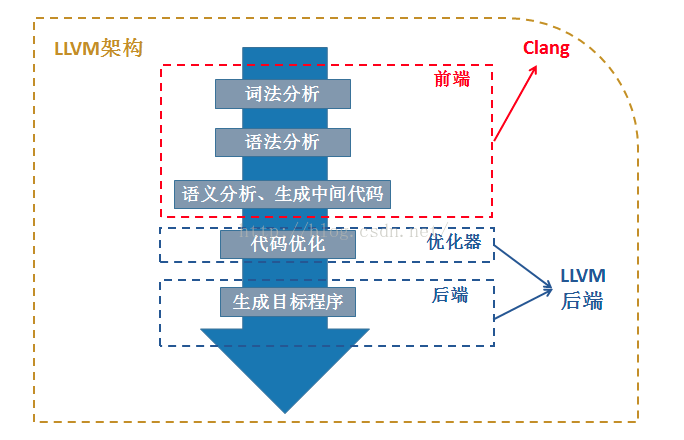 LLVM架构
Clang
前端
词法分析
语法分析
语义分析、生成中间代码
http://blog.csdn.net/
代码优化
优化器
LLVM
后端
后端
生成目标程序